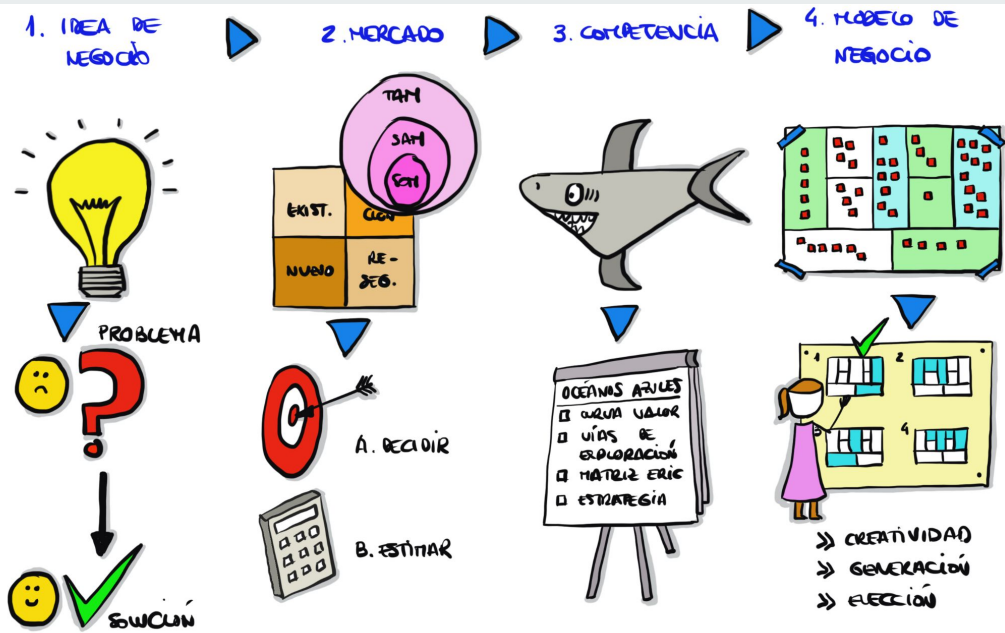 1. IDEA DE
NEGOCIO
2. MERCADO
3. COMPETENCIA
4. MODELO DE
NEGOCIO
TAM
SAM
SOM
EXIST.
CLON
NUEVO
RE-
SEG.
PROBLEMA
SOLUCIÓN
A. DECIDIR
B. ESTIMAR
OCÉANOS AZULES
CURVA VALOR
VÍAS DE
EXPLORACIÓN
MATRIZ ERIC
ESTRATEGIA
1
2
3
4
>> CREATIVIDAD
>> GENERACIÓN
>> ELECCIÓN